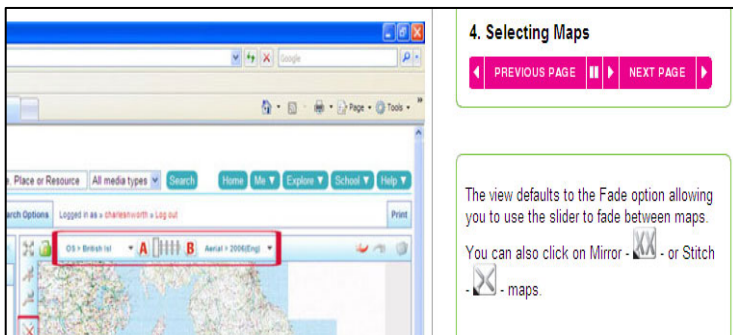 Google
Page Tools
. Place or Resource All media types Search Home Me Explore School Help
arch Options Logged in as » charlesworth » Log out Print
OS > British Isl A B Aerial > 2006(Eng)
4. Selecting Maps
PREVIOUS PAGE NEXT PAGE
The view defaults to the Fade option allowing
you to use the slider to fade between maps.
You can also click on Mirror - - or Stitch
- - maps.